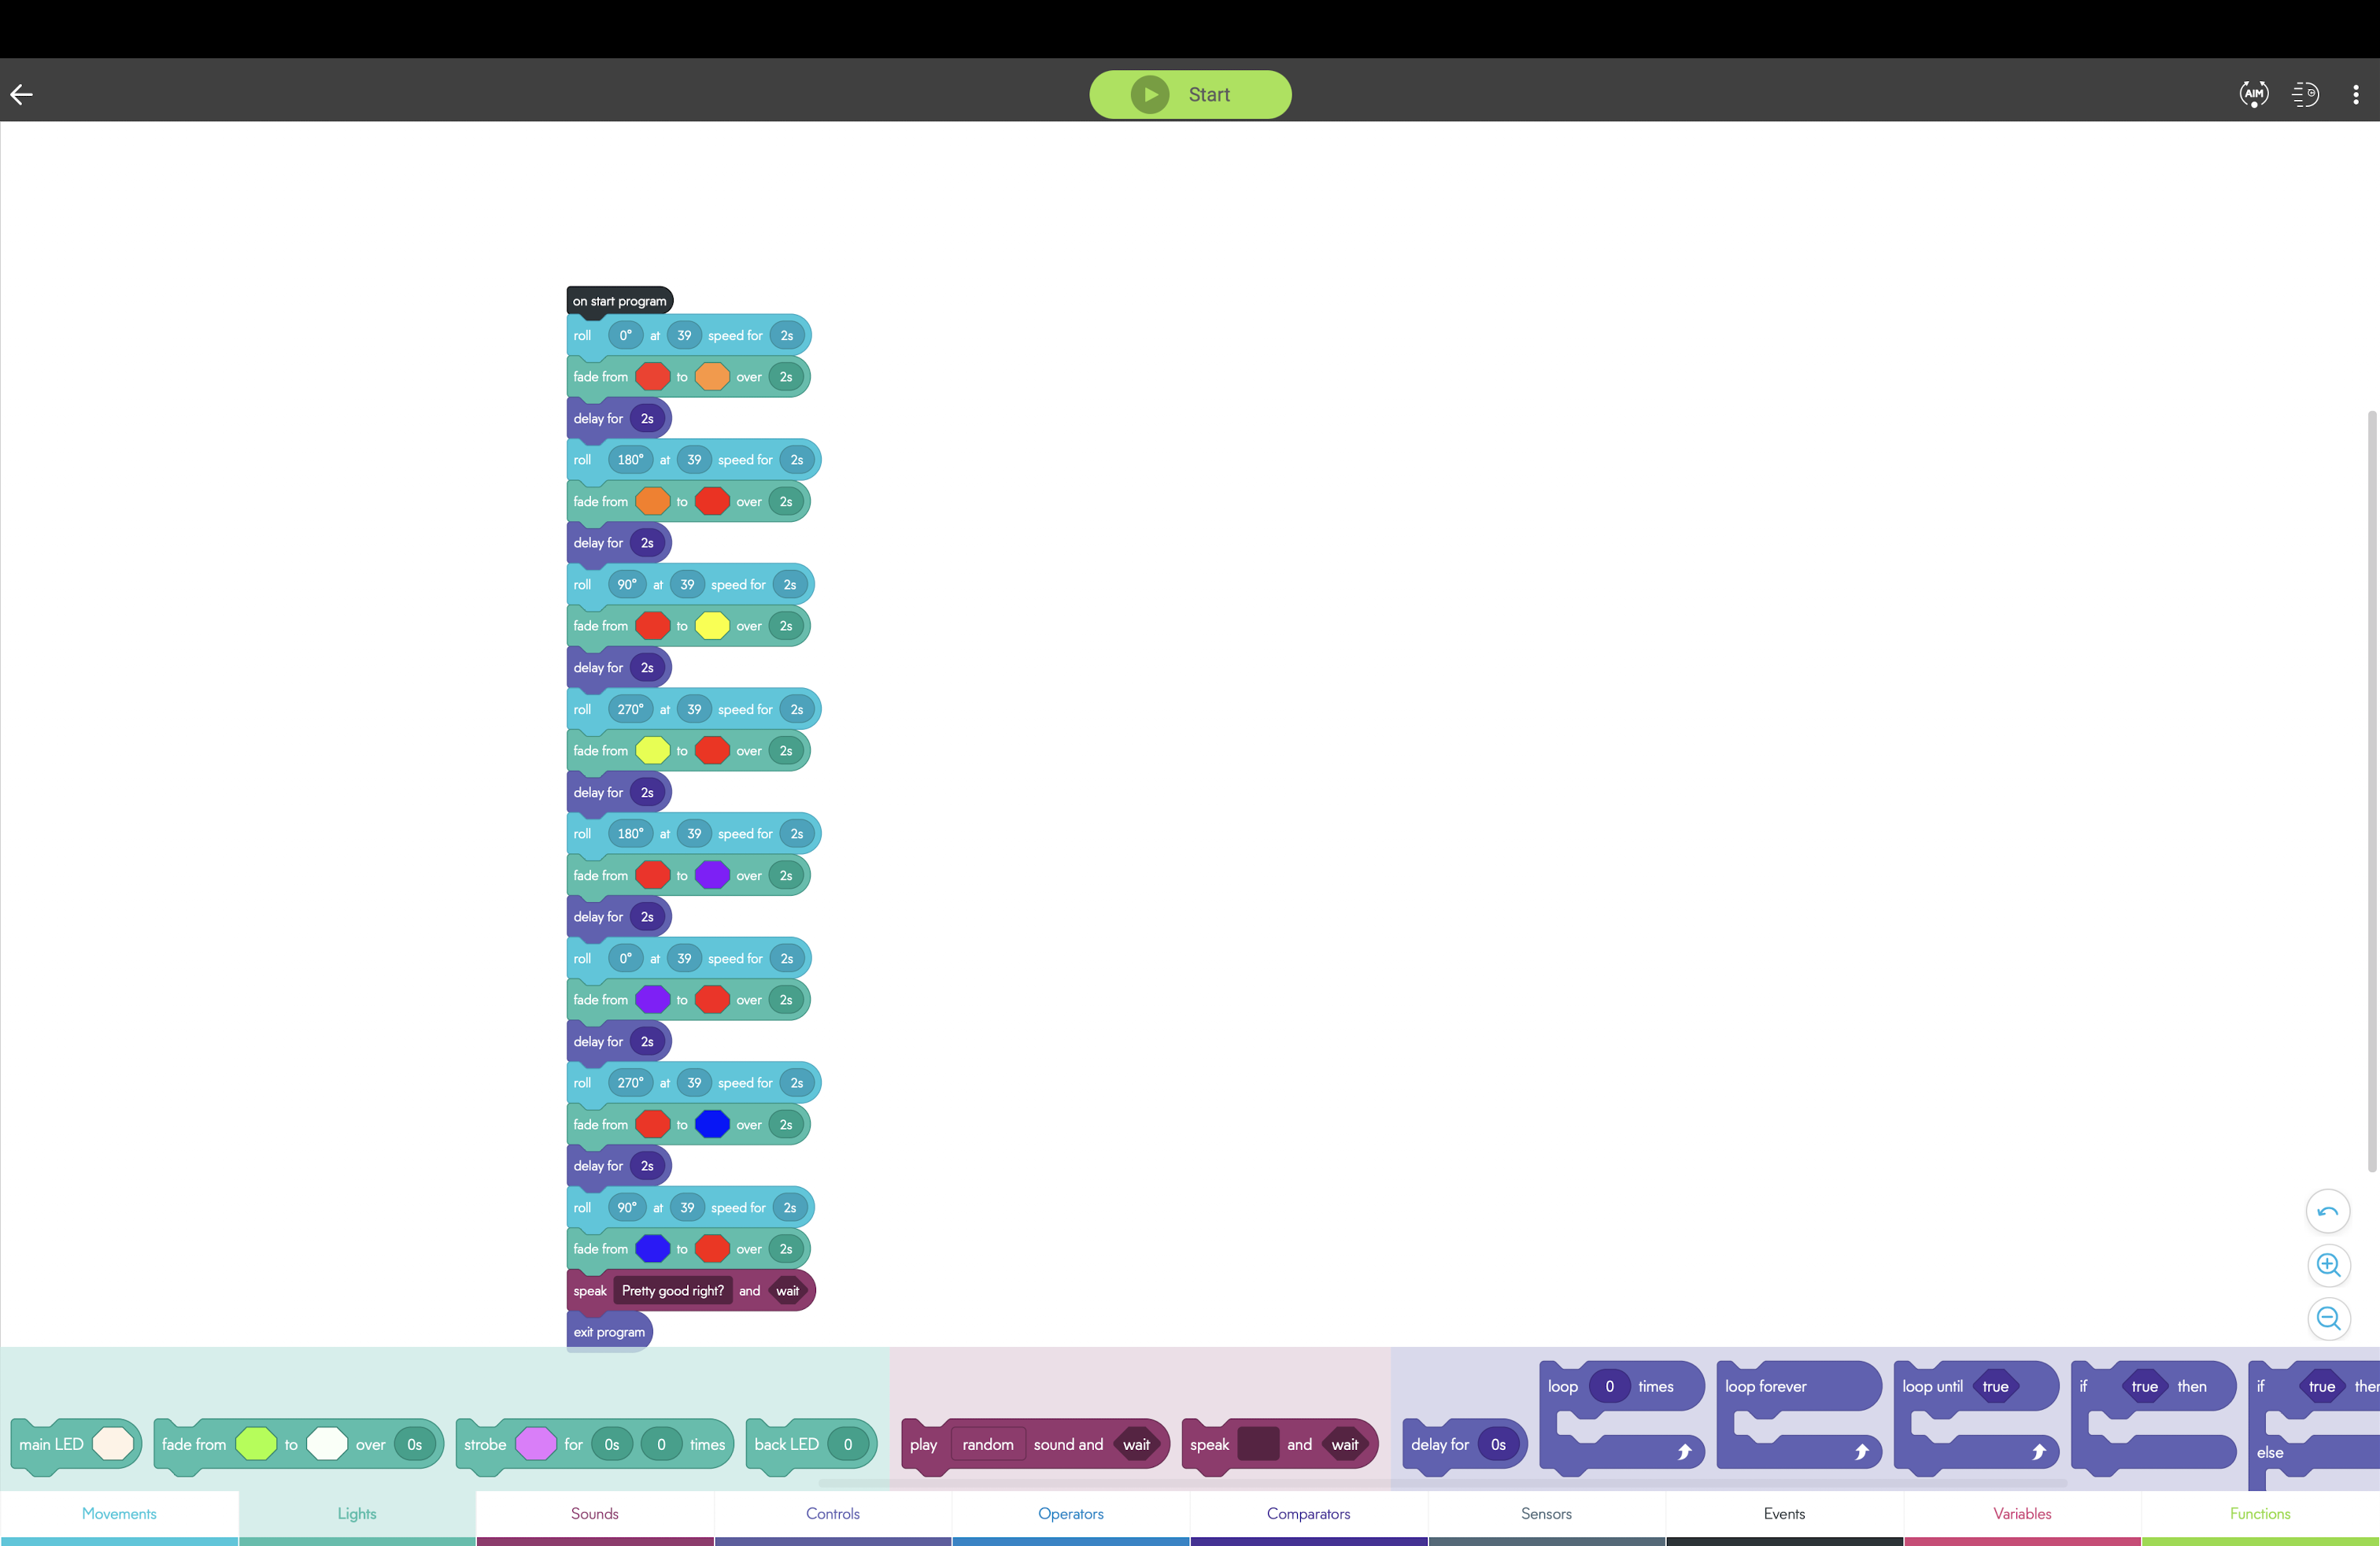 Start
AIM
on start program
roll 0° at 39 speed for 2s
fade from to over 2s
delay for 2s
roll 180° at 39 speed for 2s
fade from to over 2s
delay for 2s
roll 90° at 39 speed for 2s
fade from to over 2s
delay for 2s
roll 270° at 39 speed for 2s
fade from to over 2s
delay for 2s
roll 180° at 39 speed for 2s
fade from to over 2s
delay for 2s
roll 0° at 39 speed for 2s
fade from to over 2s
delay for 2s
roll 270° at 39 speed for 2s
fade from to over 2s
delay for 2s
roll 90° at 39 speed for 2s
fade from to over 2s
speak Pretty good right? and wait
exit program
loop 0 times loop forever loop until true if true then if true then
main LED fade from to over 0s strobe for 0s 0 times back LED 0 play random sound and wait speak and wait delay for 0s else
Movements Lights Sounds Controls Operators Comparators Sensors Events Variables Functions